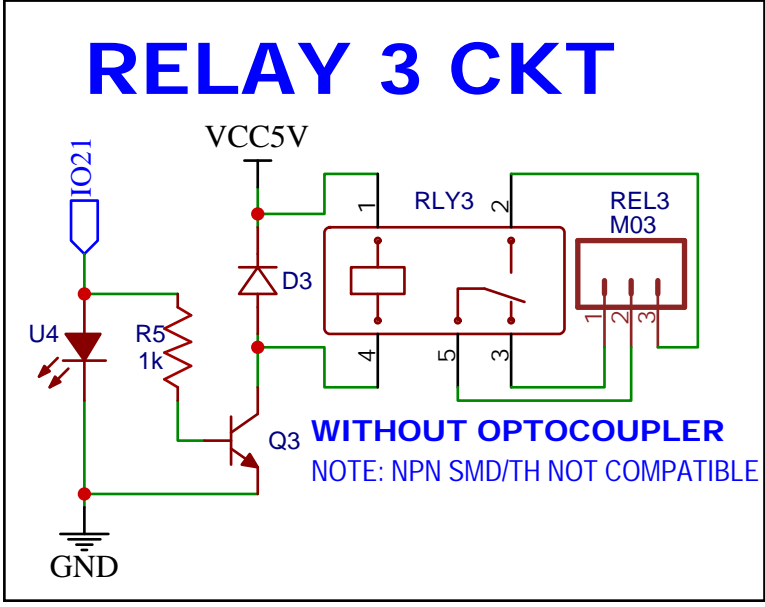 RELAY 3 CKT
IO21
VCC5V
1
RLY3
2
REL3
M03
D3
U4
R5
1k
1
2
3
4
5
3
Q3
WITHOUT OPTOCOUPLER
NOTE: NPN SMD/TH NOT COMPATIBLE
GND